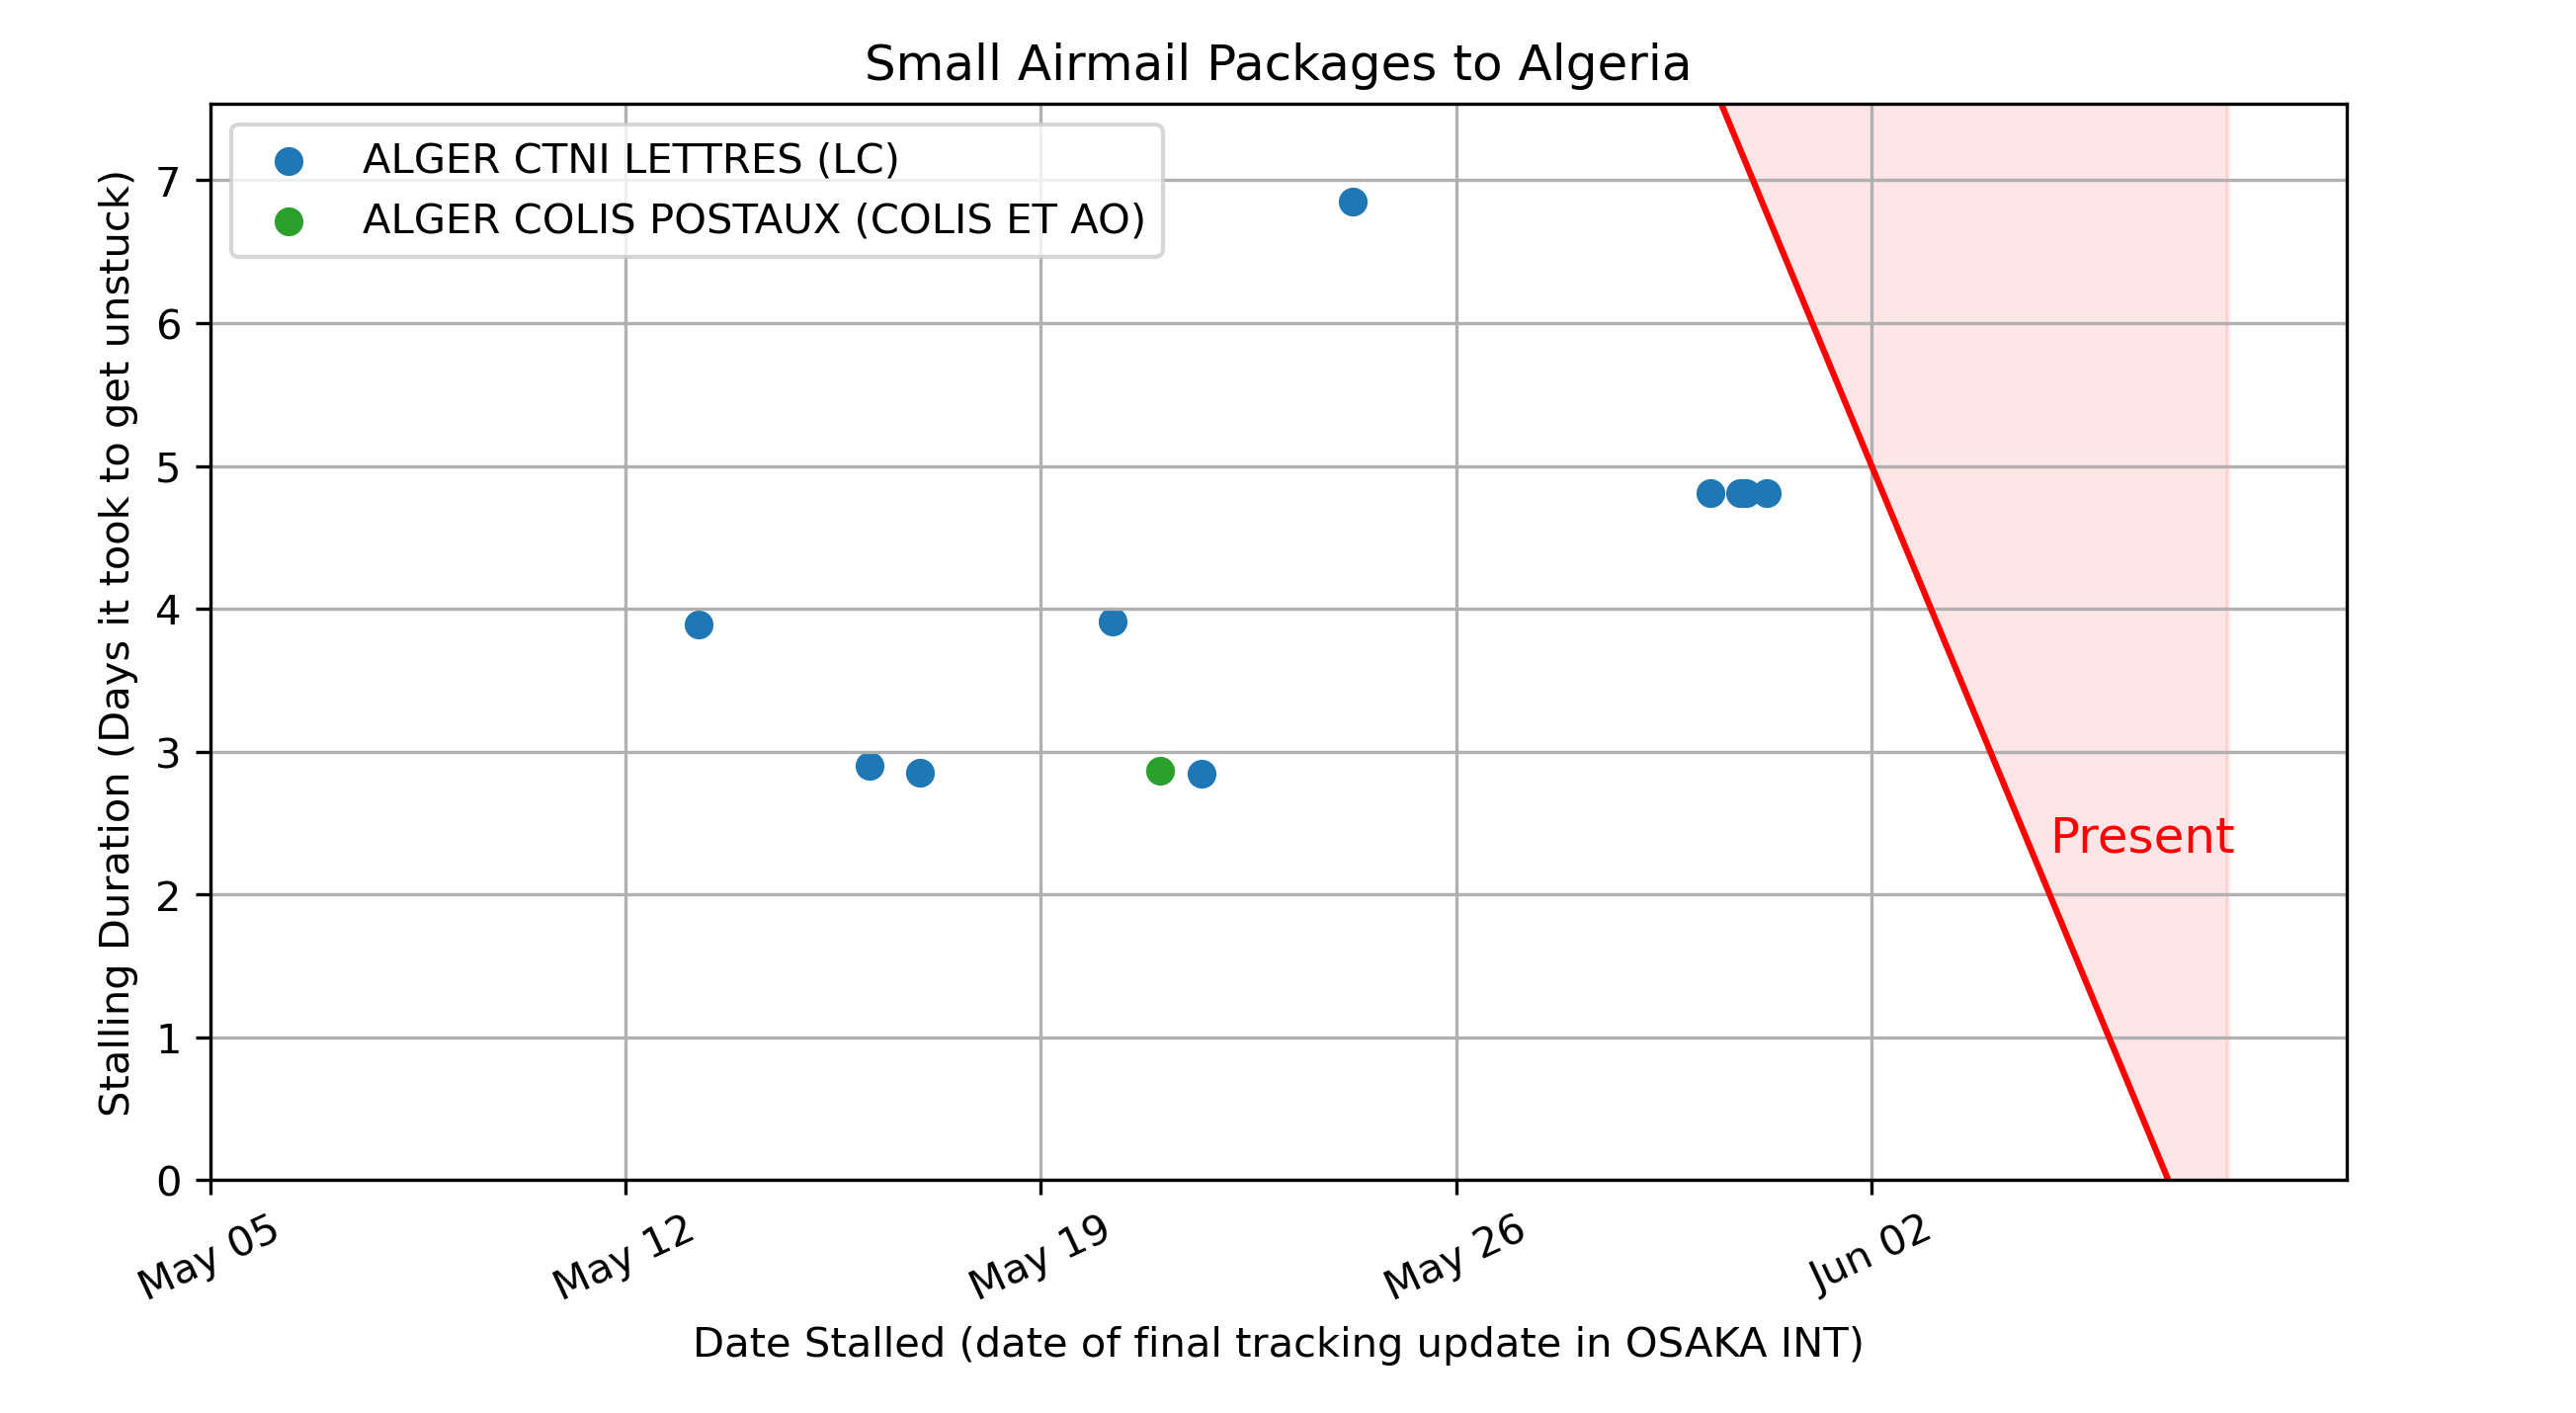 Small Airmail Packages to Algeria
ALGER CTNI LETTRES (LC)
ALGER COLIS POSTAUX (COLIS ET AO)
Stalling Duration (Days it took to get unstuck)
7
6
5
4
3
2
1
0
Present
May 05
May 12
May 19
May 26
Jun 02
Date Stalled (date of final tracking update in OSAKA INT)